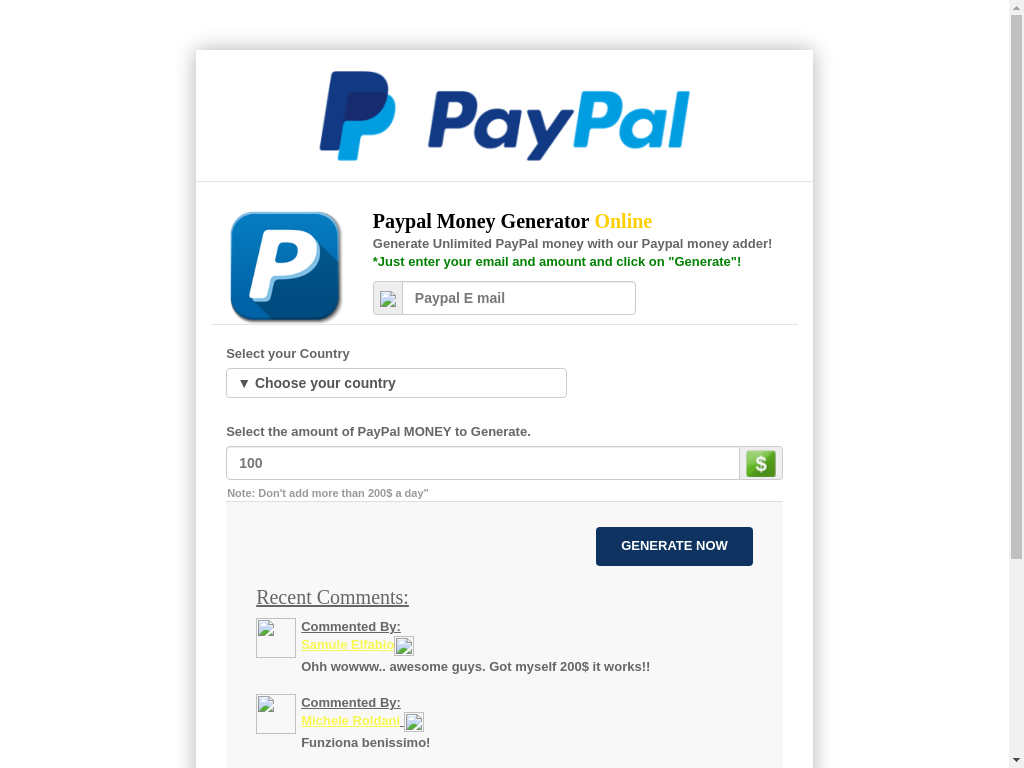 PayPal
Paypal Money Generator Online
Generate Unlimited PayPal money with our Paypal money adder!
*Just enter your email and amount and click on "Generate"!
Paypal E mail
Select your Country
▼ Choose your country
Select the amount of PayPal MONEY to Generate.
100
$
Note: Don't add more than 200$ a day"
GENERATE NOW
Recent Comments:
Commented By:
Samule Elfablo
Ohh wowww.. awesome guys. Got myself 200$ it works!!
Commented By:
Michele Roldant
Funziona benissimo!